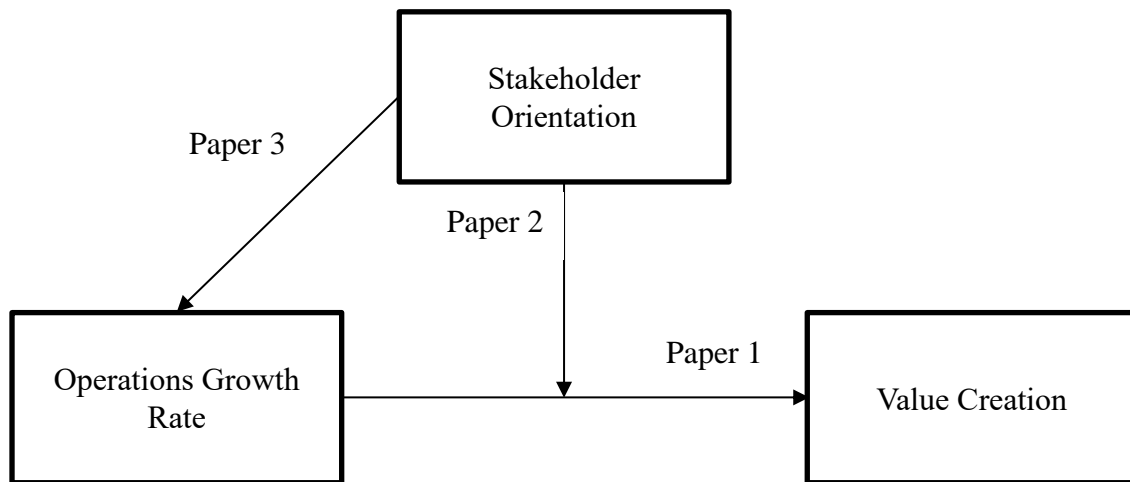 Stakeholder
Orientation
Paper 3
Paper 2
Paper 1
Operations Growth
Rate
Value Creation